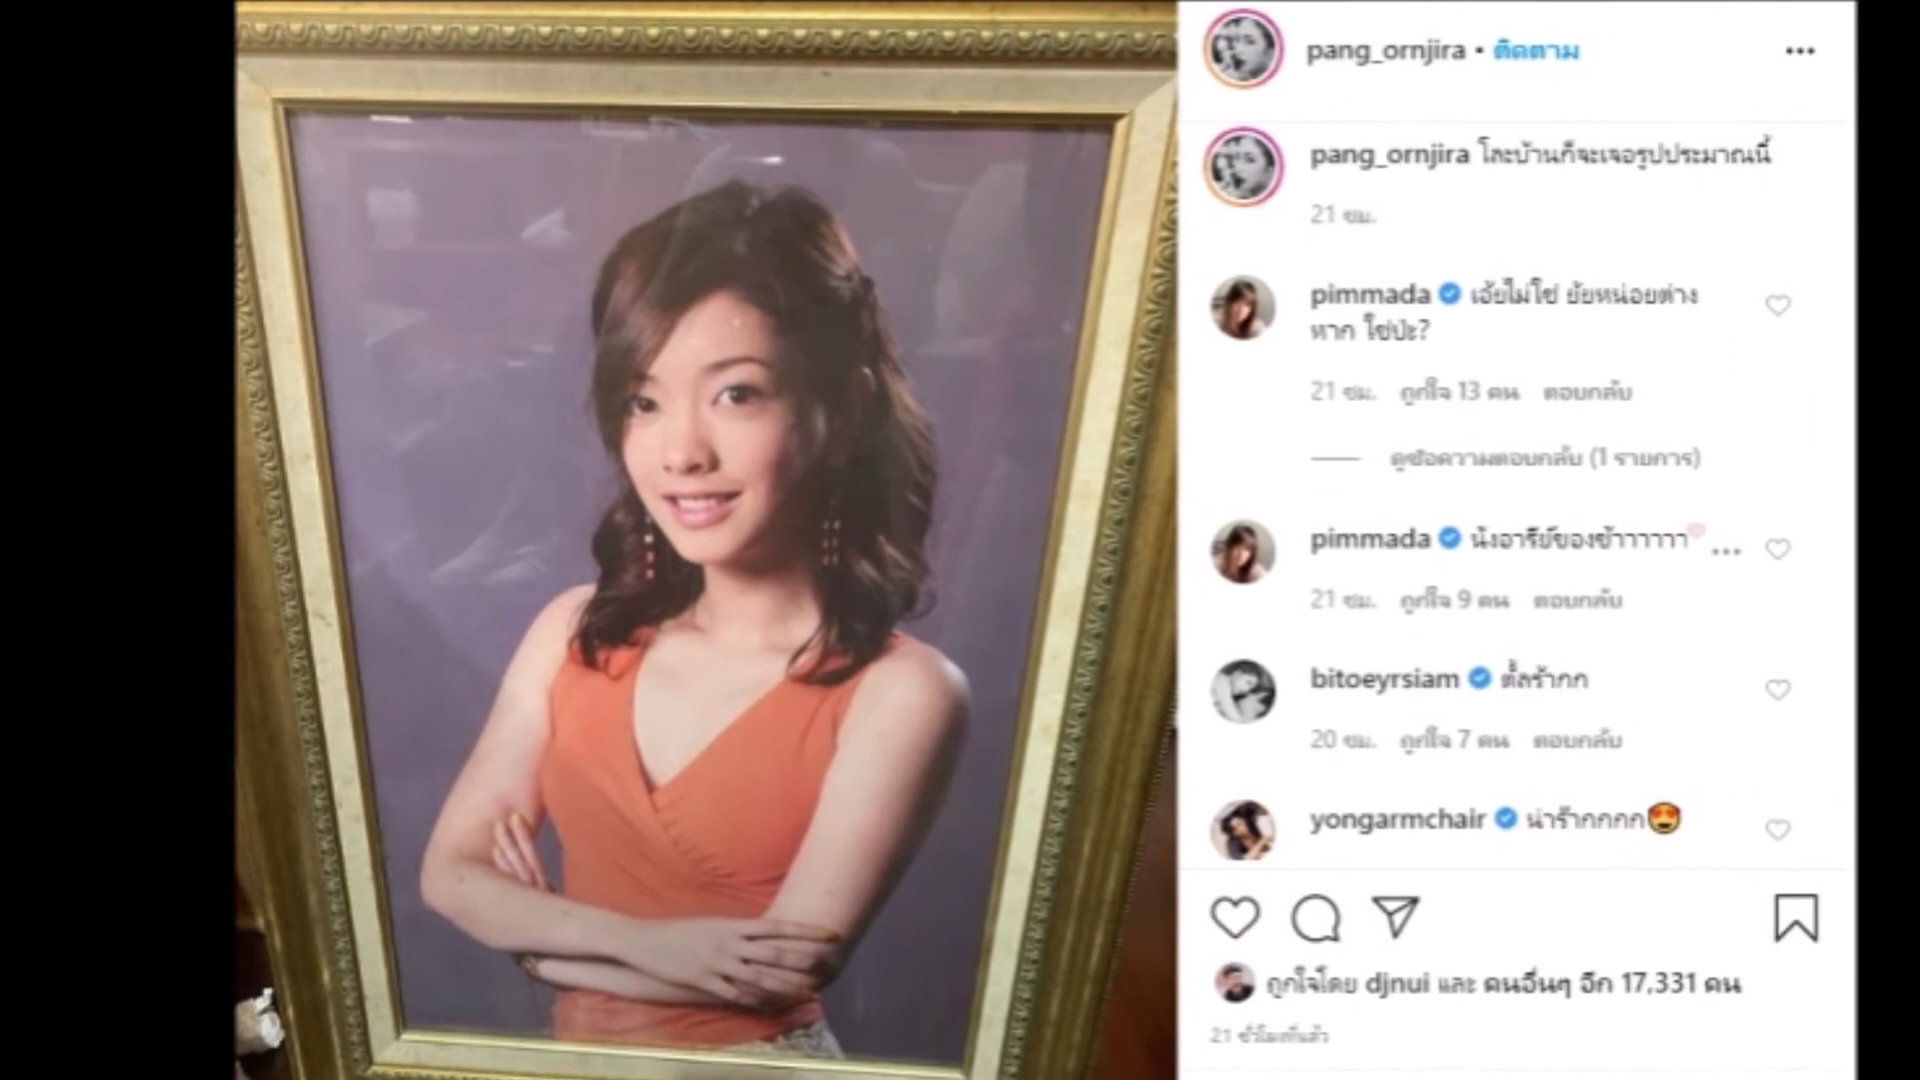 pang_ornjira • ติดตาม
pang_ornjira โละบ้านก็จะเจอรูปประมาณนี้
21 ชม.
pimmada เอ้ยไม่ใช่ ยัยหน่อยต่าง
หาก ใช่ป่ะ?
21 ชม. ถูกใจ 13 คน ตอบกลับ
ดูข้อความตอบกลับ (1 รายการ)
pimmada นังอารีย์ของข้าาาาาา
21 ชม. ถูกใจ 9 คน ตอบกลับ
bitoeyrsiam ตั้ลร้ากก
20 ชม. ถูกใจ 7 คน ตอบกลับ
yongarmchair น่าร๊ากกกก😍
ถูกใจโดย djnui และ คนอื่นๆ อีก 17,331 คน
21 ชั่วโมงที่แล้ว